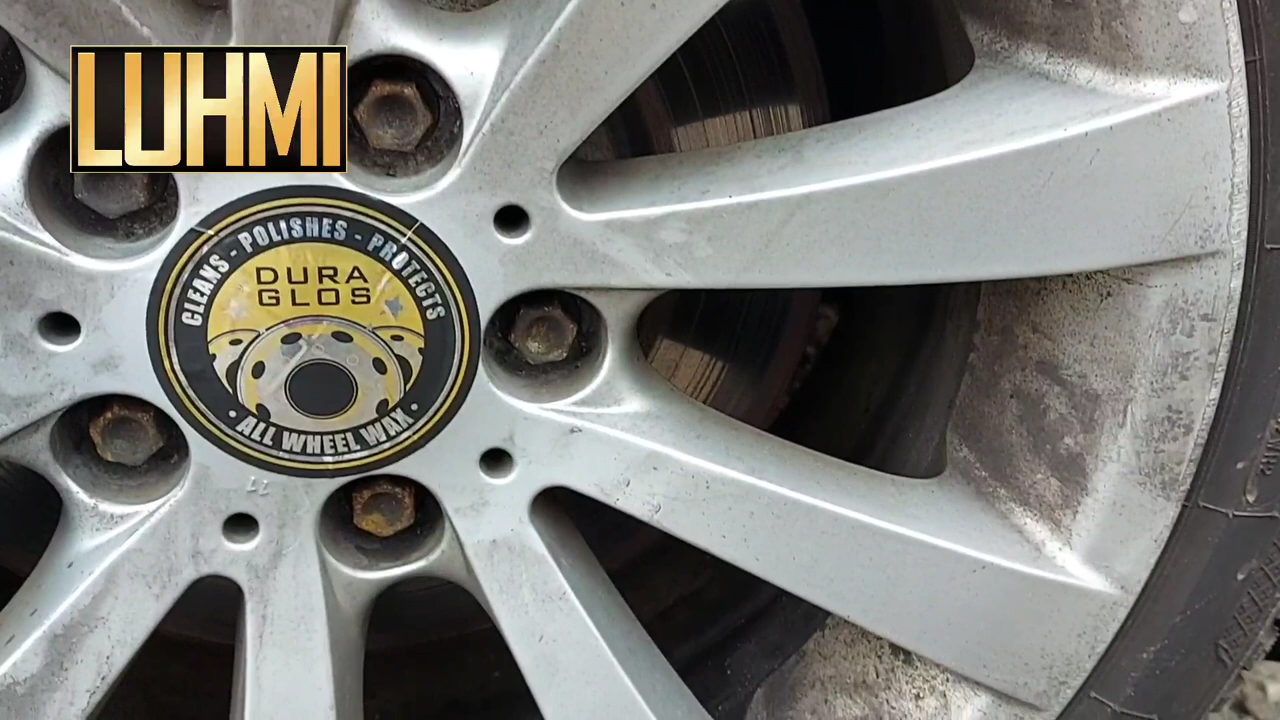 LUHMI
CLEANS - POLISHES - PROTECTS
DURA
GLOS
· ALL WHEEL WAX ·